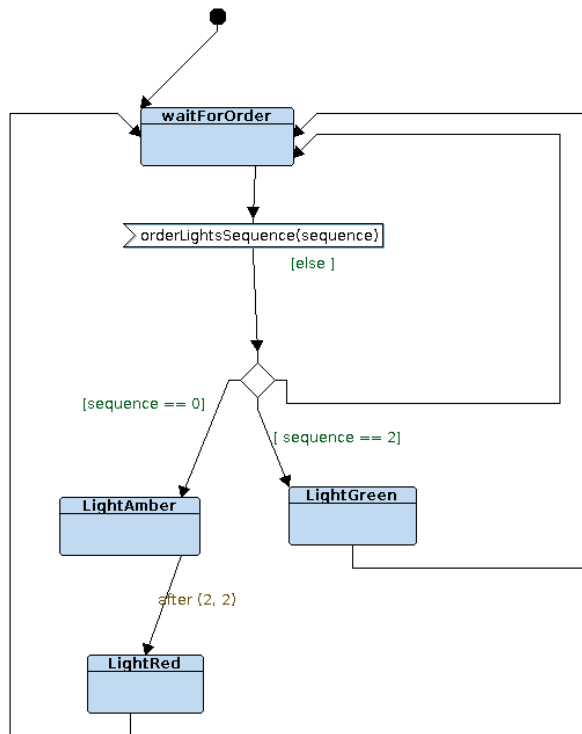 waitForOrder
orderLightsSequence(sequence)
[else ]
[sequence == 0]
[ sequence == 2]
LightAmber
LightGreen
after (2, 2)
LightRed